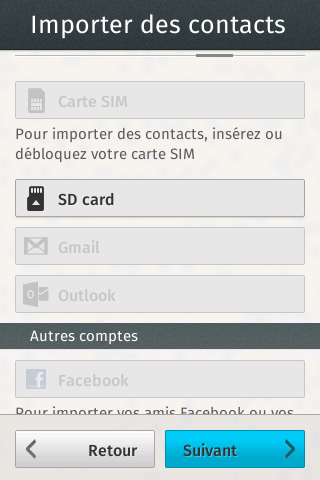 Importer des contacts
Carte SIM
Pour importer des contacts, insérez ou
débloquez votre carte SIM
SD card
Gmail
Outlook
Autres comptes
Facebook
Pour importer vos amis Facebook ou vos
Retour
Suivant